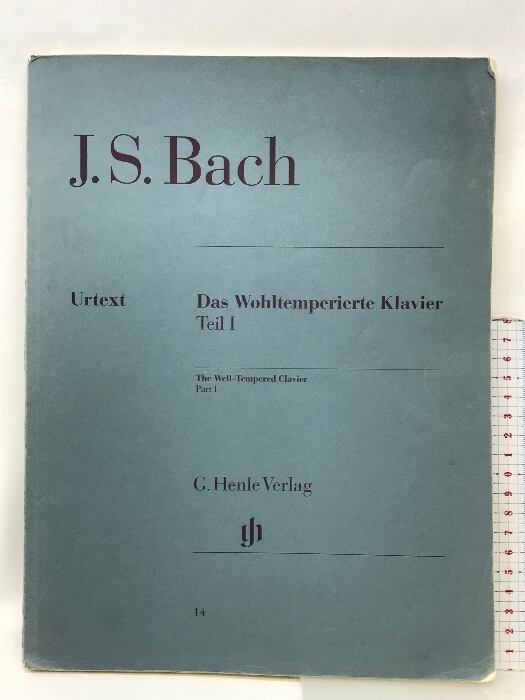 J. S. Bach
Urtext
Das Wohltemperierte Klavier
Teil I
The Well-Tempered Clavier
Part I
G. Henle Verlag
14